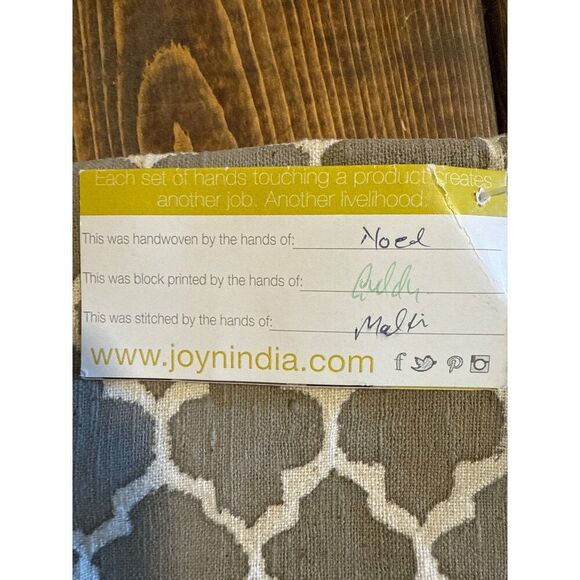 Each set of hands touching a product creates
another job. Another livelihood.
This was handwoven by the hands of: Noed
This was block printed by the hands of:
This was stitched by the hands of: Malti
www.joynindia.com